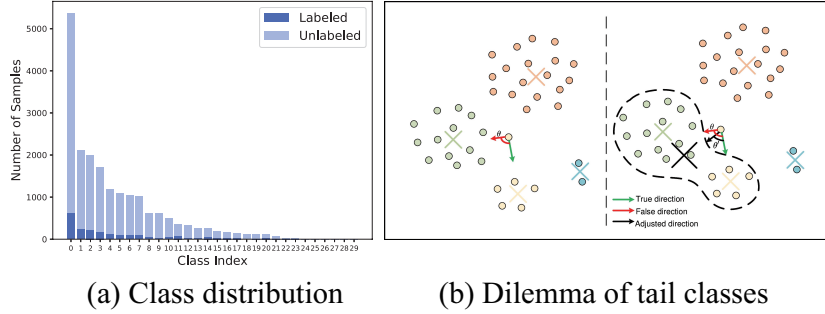 Number of Samples
5000
4000
3000
2000
1000
0
Labeled
Unlabeled
0 1 2 3 4 5 6 7 8 9 10 11 12 13 14 15 16 17 18 19 20 21 22 23 24 25 26 27 28 29
Class Index
θ
θ
θ'
True direction
False direction
Adjusted direction
(a) Class distribution
(b) Dilemma of tail classes